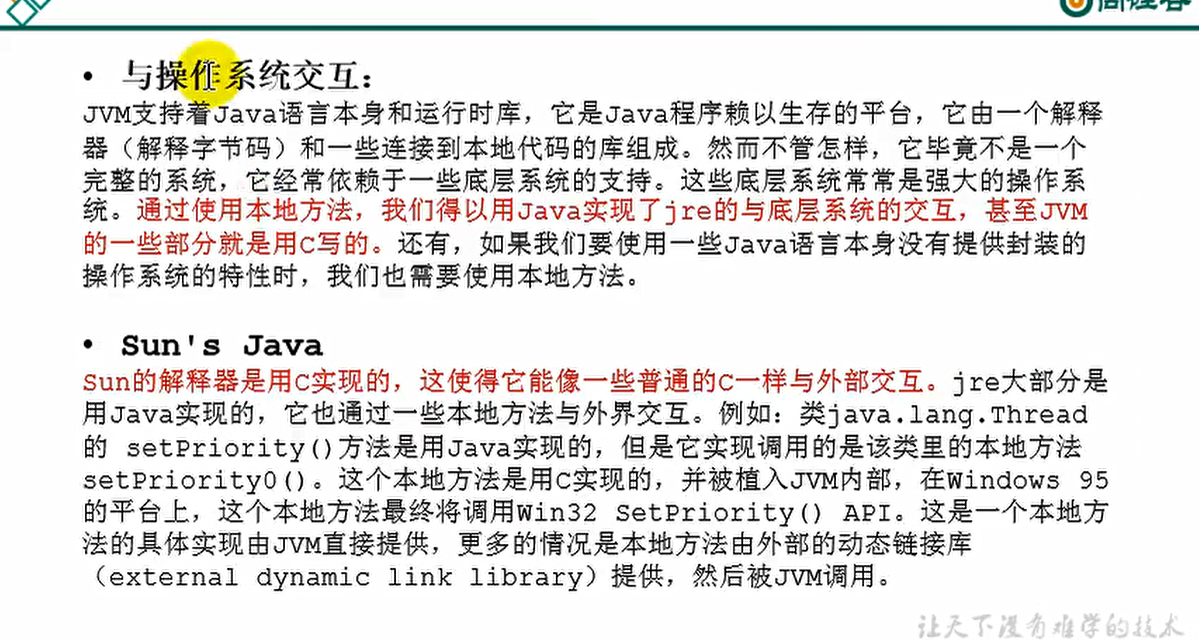 • 与操作系统交互：
JVM支持着Java语言本身和运行时库，它是Java程序赖以生存的平台，它由一个解释
器（解释字节码）和一些连接到本地代码的库组成。然而不管怎样，它毕竟不是一个
完整的系统，它经常依赖于一些底层系统的支持。这些底层系统常常是强大的操作系
统。通过使用本地方法，我们得以用Java实现了jre的与底层系统的交互，甚至JVM
的一些部分就是用C写的。还有，如果我们要使用一些Java语言本身没有提供封装的
操作系统的特性时，我们也需要使用本地方法。
• Sun's Java
Sun的解释器是用C实现的，这使得它能像一些普通的C一样与外部交互。jre大部分是
用Java实现的，它也通过一些本地方法与外界交互。例如：类java.lang.Thread
的 setPriority()方法是用Java实现的，但是它实现调用的是该类里的本地方法
setPriority0()。这个本地方法是用C实现的，并被植入JVM内部，在Windows 95
的平台上，这个本地方法最终将调用Win32 SetPriority() API。这是一个本地方
法的具体实现由JVM直接提供，更多的情况是本地方法由外部的动态链接库
（external dynamic link library）提供，然后被JVM调用。
让天下没有难学的技术